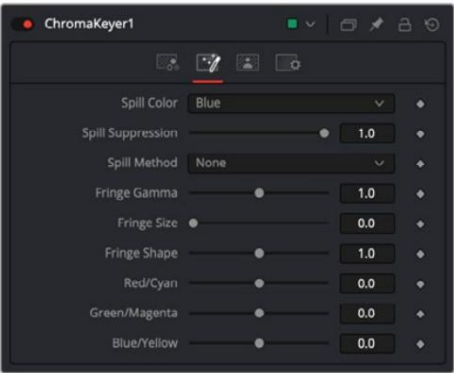 ChromaKeyer1
Spill Color Blue
Spill Suppression 1.0
Spill Method None
Fringe Gamma 1.0
Fringe Size 0.0
Fringe Shape 1.0
Red/Cyan 0.0
Green/Magenta 0.0
Blue/Yellow 0.0